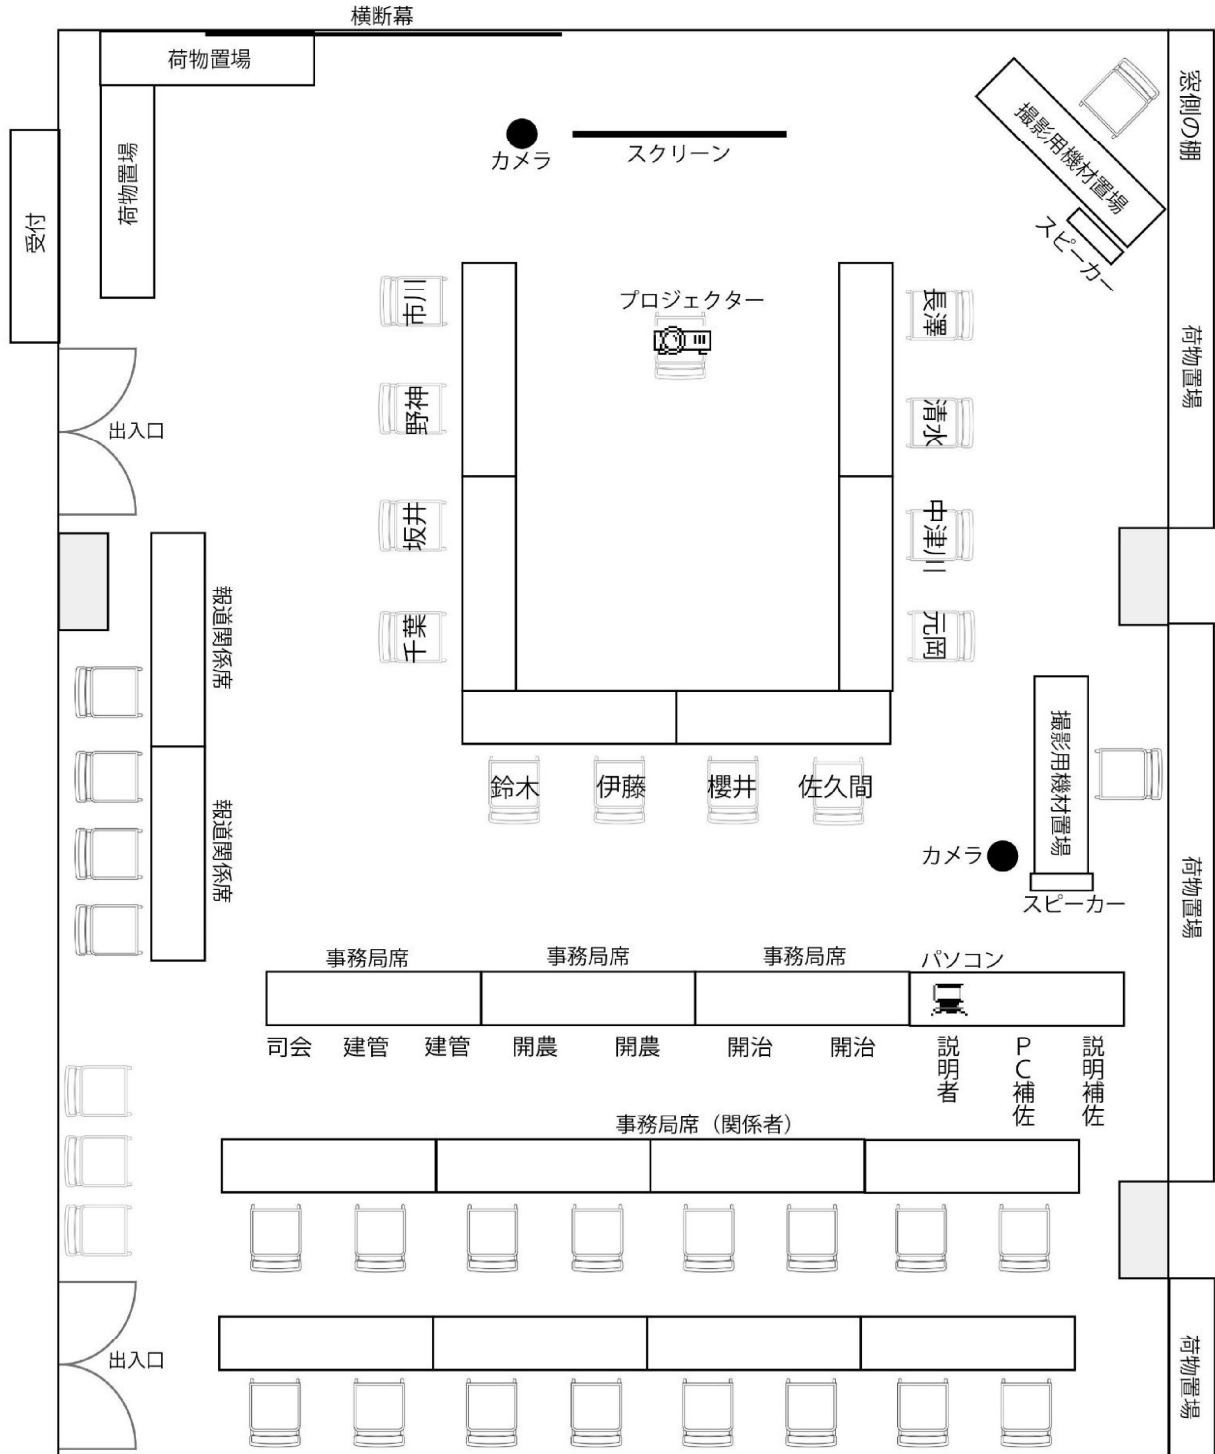 横断幕
荷物置場
窓側の棚
撮影用機材置場
荷物置場
受付
カメラ
スクリーン
スピーカー
市川
プロジェクター
長澤
荷物置場
野神
清水
出入口
坂井
中津川
報道関係席
千葉
元岡
撮影用機材置場
鈴木
伊藤
櫻井
佐久間
報道関係席
カメラ
スピーカー
荷物置場
事務局席
事務局席
事務局席
パソコン
司会
建管
建管
開農
開農
開治
開治
説明者
PC補佐
説明補佐
事務局席（関係者）
出入口
荷物置場